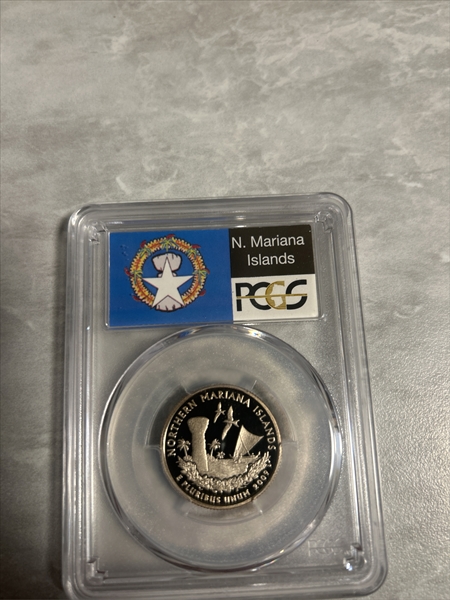 N. Mariana
Islands
PCGS
NORTHERN MARIANA ISLANDS
E PLURIBUS UNUM 2009